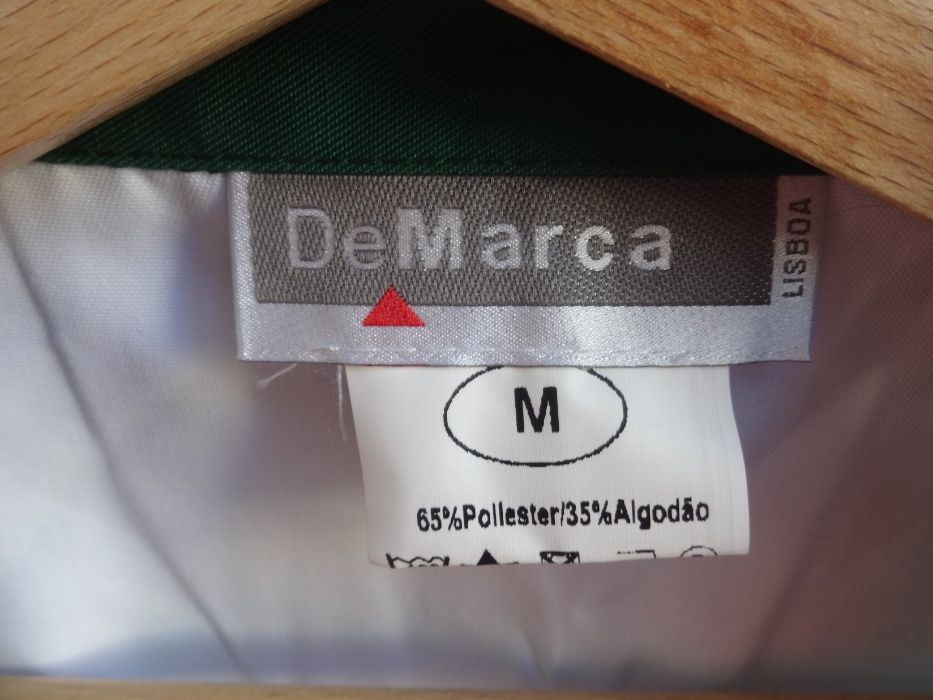 DeMarca
LISBOA
M
65%Poliester/35%Algodão